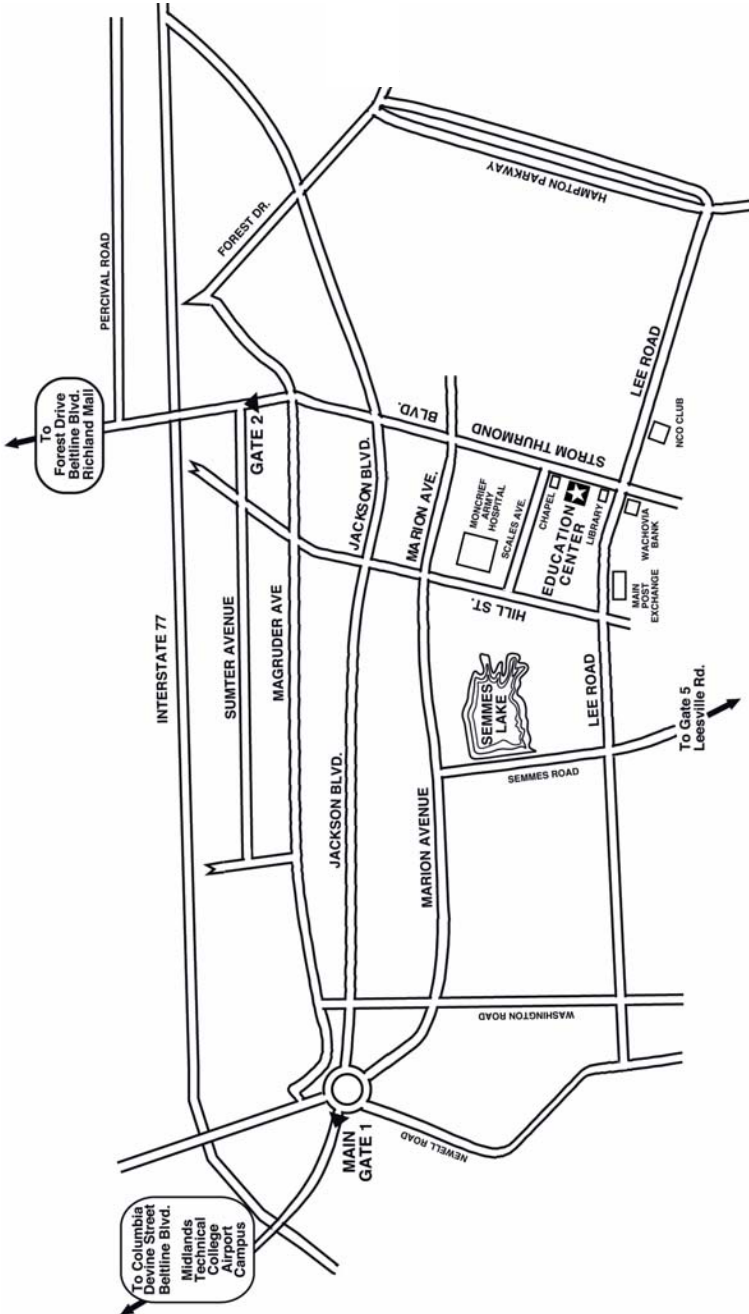 PERCIVAL ROAD
To
Forest Drive
Beltline Blvd.
Richland Mall
INTERSTATE 77
FOREST DR.
HAMPTON PARKWAY
GATE 2
SUMTER AVENUE
MAGRUDER AVE
JACKSON BLVD.
STROM THURMOND
BLVD.
MARION AVE.
MONCRIEF
ARMY
HOSPITAL
SCALES AVE.
CHAPEL
EDUCATION
CENTER
LIBRARY
LEE ROAD
NCO CLUB
WACHOVIA
BANK
MAIN
POST
EXCHANGE
HILL ST.
SEMMES
LAKE
LEE ROAD
SEMMES ROAD
To Gate 5
Leesville Rd.
JACKSON BLVD.
MARION AVENUE
WASHINGTON ROAD
NEWELL ROAD
MAIN
GATE 1
To Columbia
Devine Street
Beltline Blvd.
Midlands
Technical
College
Airport
Campus